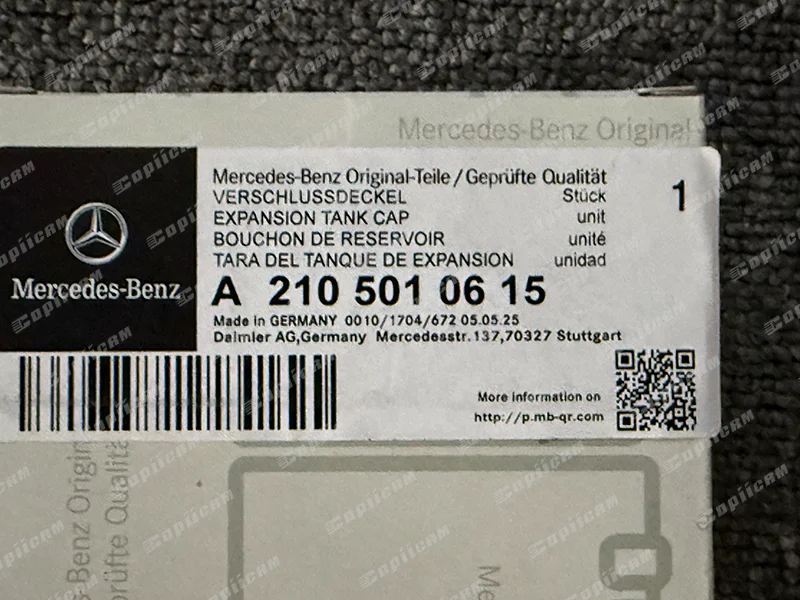 Mercedes-Benz Original
Mercedes-Benz Original-Teile/Geprüfte Qualität
VERSCHLUSSDECKEL Stück 1
EXPANSION TANK CAP unit
BOUCHON DE RESERVOIR unité
TARA DEL TANQUE DE EXPANSION unidad
Mercedes-Benz
A 210 501 06 15
Made in GERMANY 0010/1704/672 05.05.25
Daimler AG,Germany Mercedesstr.137,70327 Stuttgart
More information on
http://p.mb-qr.com
CopiiCAM